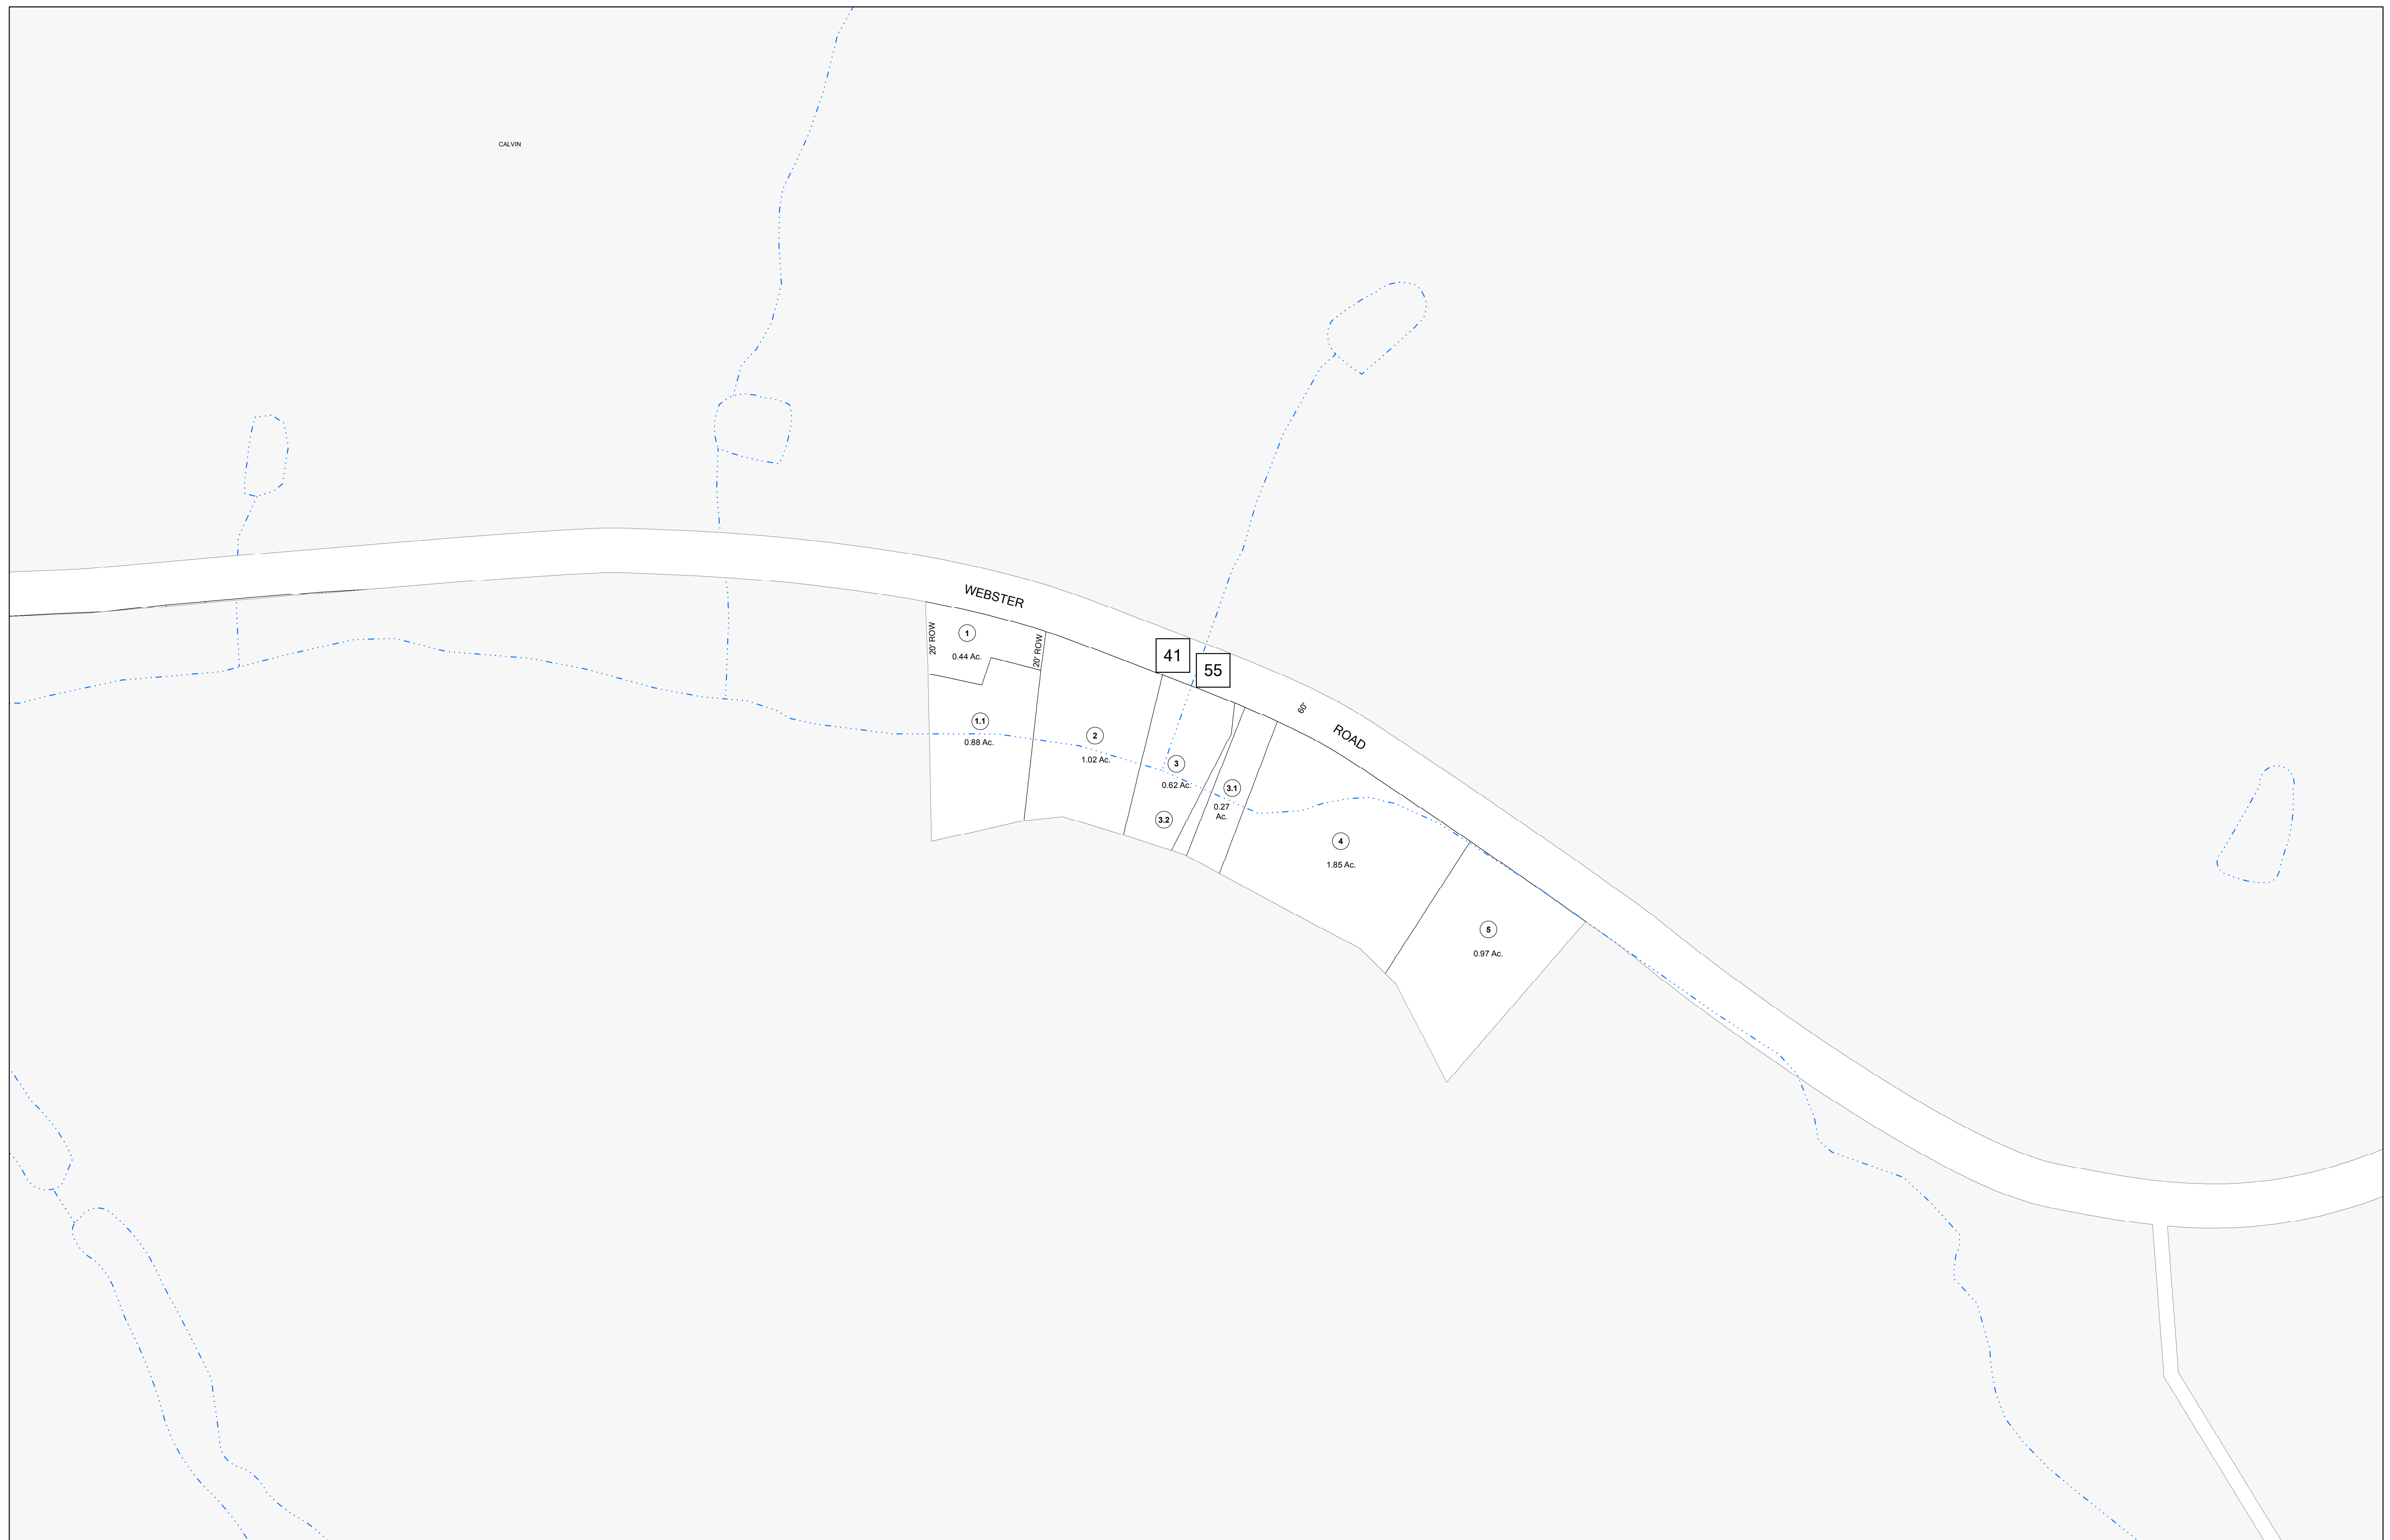 CALVIN
WEBSTER
20' ROW
1
0.44 Ac.
20' ROW
41
55
60'
ROAD
1.1
0.88 Ac.
2
1.02 Ac.
3
0.62 Ac.
3.1
0.27
Ac.
3.2
4
1.85 Ac.
5
0.97 Ac.